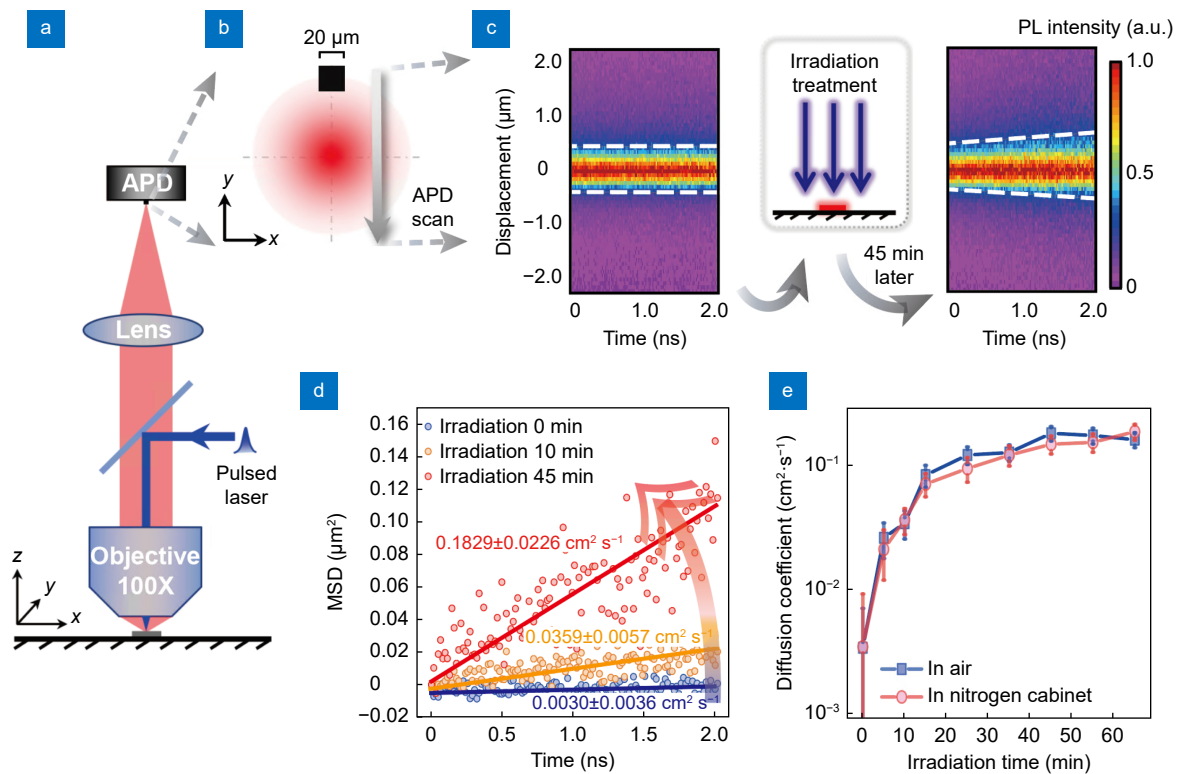 a
APD
Lens
Pulsed
laser
Objective
100X
z
y
x
b
20 μm
y
x
APD
scan
c
Displacement (μm)
2.0
1.0
0
−1.0
−2.0
0
1.0
2.0
Time (ns)
Irradiation
treatment
45 min
later
0
1.0
2.0
Time (ns)
PL intensity (a.u.)
1.0
0.5
0
d
MSD (μm²)
0.16
0.14
0.12
0.10
0.08
0.06
0.04
0.02
0
−0.02
Irradiation 0 min
Irradiation 10 min
Irradiation 45 min
0.1829±0.0226 cm² s⁻¹
0.0359±0.0057 cm² s⁻¹
0.0030±0.0036 cm² s⁻¹
0
0.5
1.0
1.5
2.0
Time (ns)
e
Diffusion coefficient (cm²·s⁻¹)
10⁻¹
10⁻²
10⁻³
In air
In nitrogen cabinet
0
10
20
30
40
50
60
Irradiation time (min)